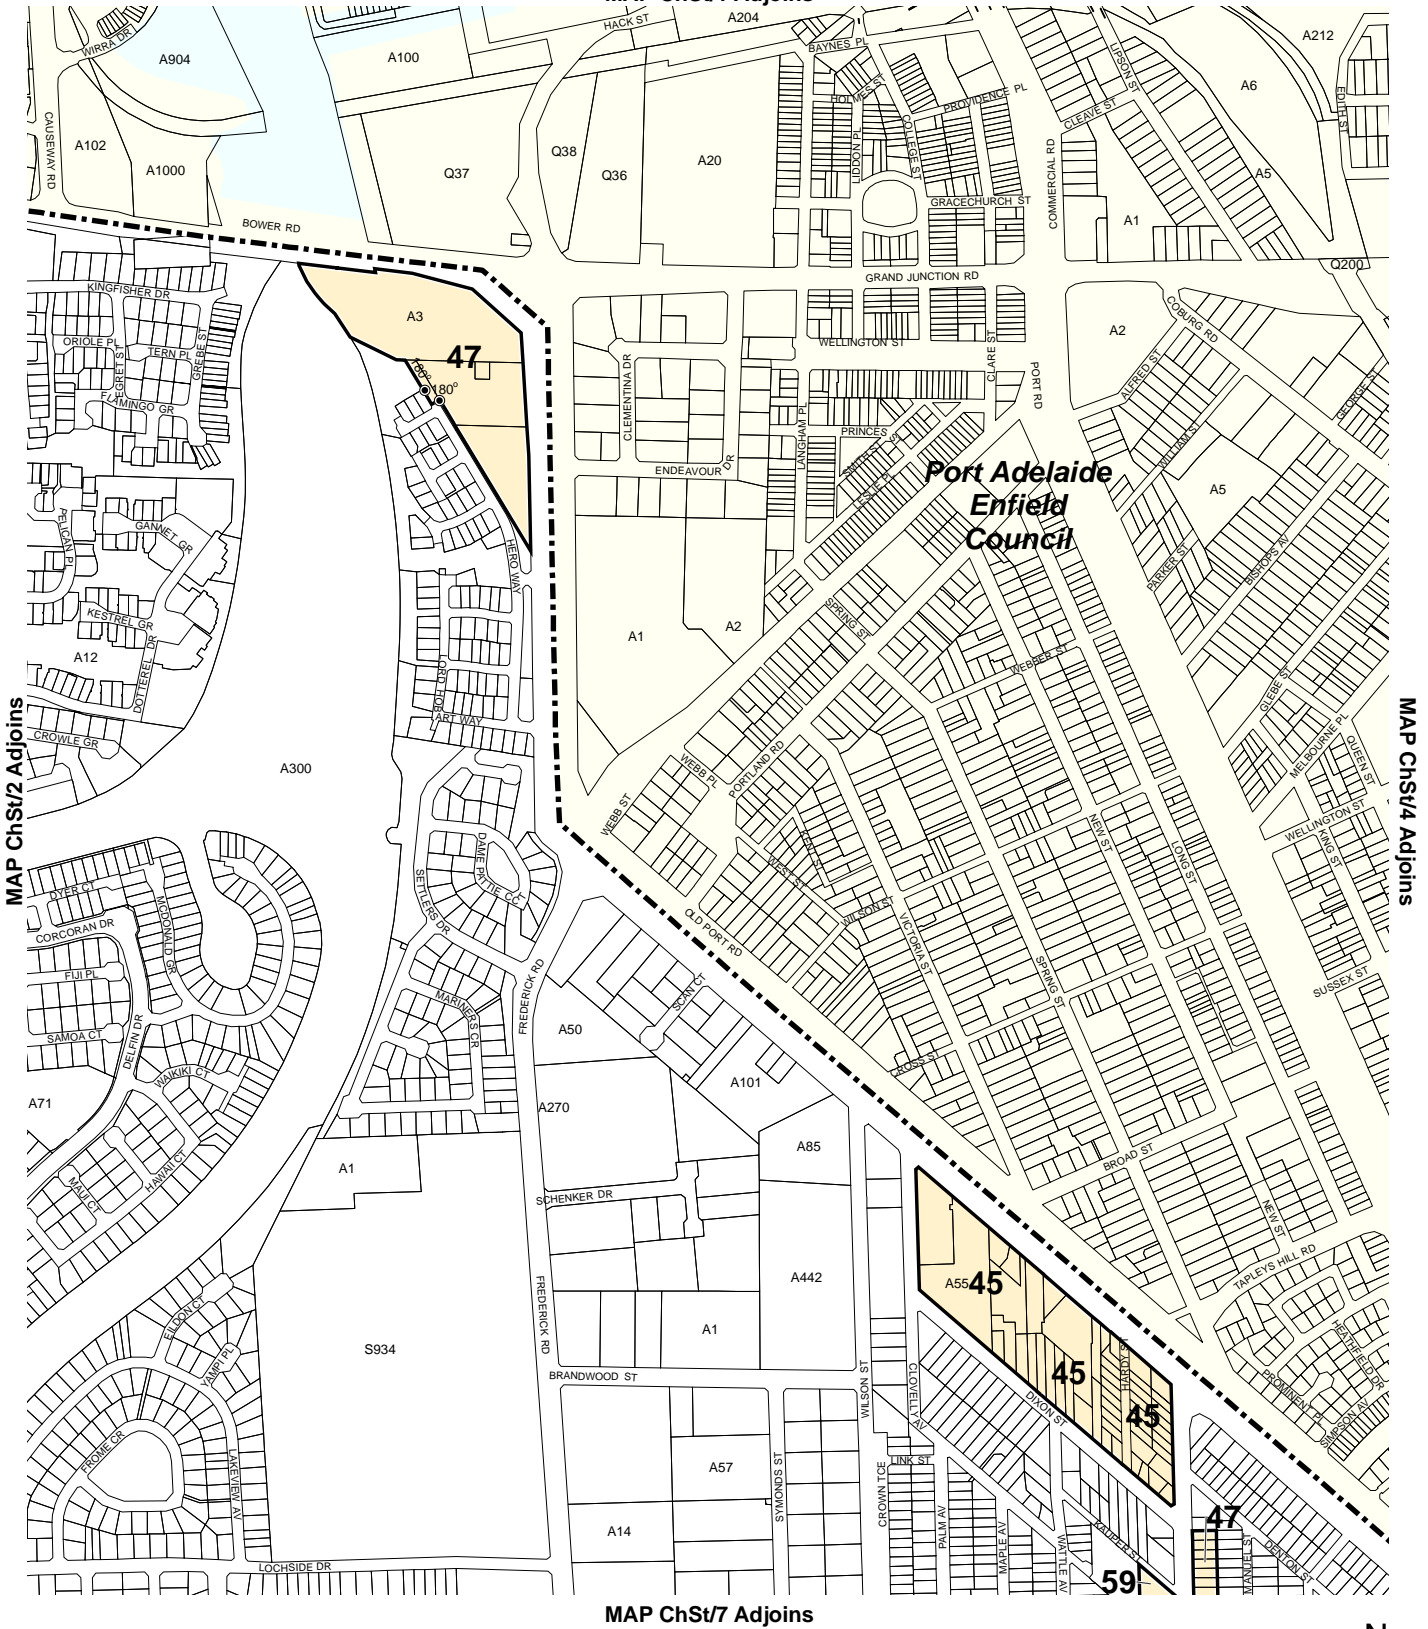 HACK ST
A204
WIRRA DR
A904
A100
BAYNES PL
LIPSON ST
A212
A6
HOLMES ST
PROVIDENCE PL
CLEAVE ST
EDITH ST
CAUSEWAY RD
A102
A1000
Q37
Q38
Q36
A20
LIDDON PL
COLLEGE ST
COMMERCIAL RD
A5
GRACECHURCH ST
A1
BOWER RD
GRAND JUNCTION RD
Q200
KINGFISHER DR
A3
47
180°
180°
ORIOLE PL
EGRET ST
TERN PL
GREBE ST
FLAMINGO GR
CLEMENTINA DR
WELLINGTON ST
CLARE ST
PORT RD
A2
COBURG RD
ALFRED ST
GEORGE ST
WILLIAM ST
LANGHAM PL
PRINCES ST
SMITH ST
LESLIE PL
ENDEAVOUR DR
Port Adelaide
Enfield
Council
A5
PELICAN PL
GANNET GR
HERO WAY
PARKER ST
BISHOPS AV
KESTREL GR
A12
DOTTEREL DR
LORD HOBART WAY
A1
A2
SPRING ST
WEBBER ST
GLEBE ST
MELBOURNE PL
QUEEN ST
MAP ChSt/2 Adjoins
MAP ChSt/4 Adjoins
CROWLE GR
A300
WEBB PL
PORTLAND RD
WEBB ST
WELLINGTON ST
KING ST
DAME PATTIE CCT
SETTLERS DR
KENT ST
WEST ST
NEW ST
LONG ST
DYER CT
MCDONALD GR
CORCORAN DR
FIJI PL
SAMOA CT
DELFIN DR
WAIKIKI CT
OLD PORT RD
WILSON ST
VICTORIA ST
SPRING ST
SUSSEX ST
FREDERICK RD
MARINERS CR
SCAN CT
A50
A101
CROSS ST
A71
A270
A85
BROAD ST
MAUI CT
HAWAII CT
A1
SCHENKER DR
NEW ST
TAPLEYS HILL RD
A442
A55
45
EILDON CT
YAMPI PL
S934
FREDERICK RD
A1
45
HARDY ST
45
HEATHFIELD DR
PROMINENT PL
SIMPSON AV
BRANDWOOD ST
WILSON ST
CLOVELLY AV
DIXON ST
FROME CR
LAKEVIEW AV
A57
SYMONDS ST
LINK ST
CROWN TCE
PALM AV
MAPLE AV
WATTLE AV
KAUPER ST
47
MANUEL ST
DENTON ST
A14
LOCHSIDE DR
59
MAP ChSt/7 Adjoins
N